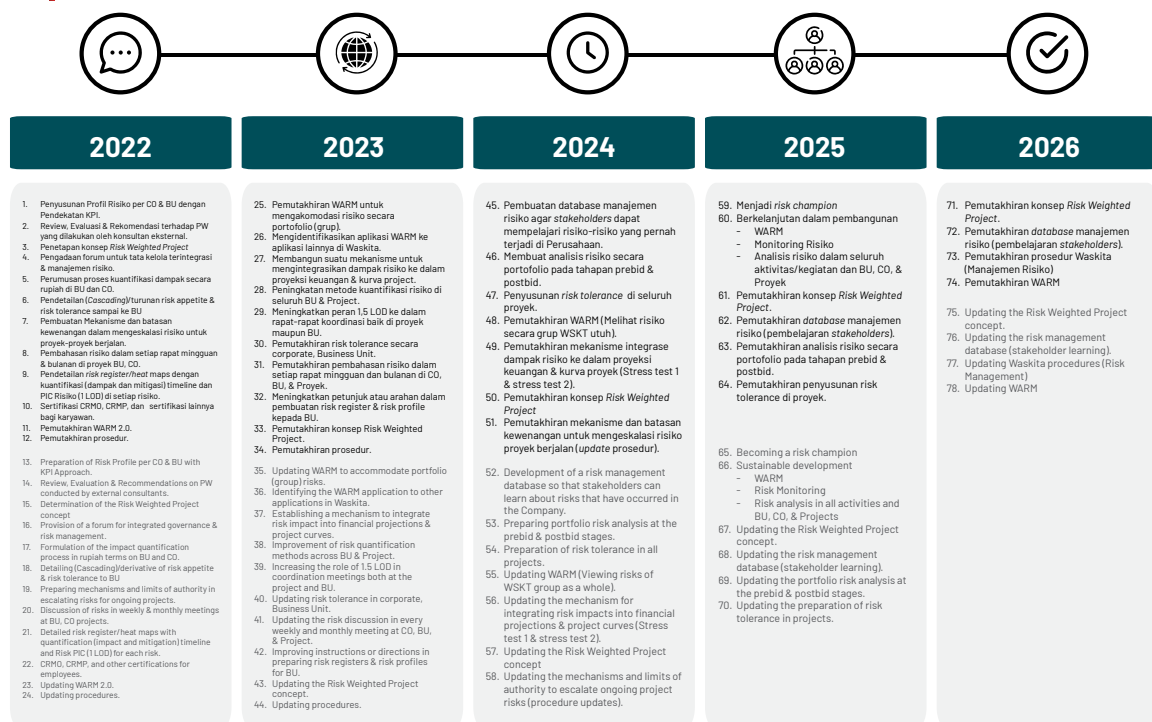 2022
1. Penyusunan Profil Risiko per CO & BU dengan
Pendekatan KPI.
2. Review, Evaluasi & Rekomendasi terhadap PW
yang dilakukan oleh konsultan eksternal.
3. Penetapan konsep Risk Weighted Project
4. Pengadaan forum untuk tata kelola terintegrasi
& manajemen risiko.
5. Perumusan proses kuantifikasi dampak secara
rupiah di BU dan CO.
6. Pendetailan (Cascading)/turunan risk appetite &
risk tolerance sampai ke BU
7. Pembuatan Mekanisme dan batasan
kewenangan dalam mengeskalasi risiko untuk
proyek-proyek berjalan.
8. Pembahasan risiko dalam setiap rapat mingguan
& bulanan di proyek BU, CO.
9. Pendetailan risk register/heat maps dengan
kuantifikasi (dampak dan mitigasi) timeline dan
PIC Risiko (1 LOD) di setiap risiko.
10. Sertifikasi CRMO, CRMP, dan sertifikasi lainnya
bagi karyawan.
11. Pemutakhiran WARM 2.0.
12. Pemutakhiran prosedur.
13. Preparation of Risk Profile per CO & BU with
KPI Approach.
14. Review, Evaluation & Recommendations on PW
conducted by external consultants.
15. Determination of the Risk Weighted Project
concept
16. Provision of a forum for integrated governance &
risk management.
17. Formulation of the impact quantification
process in rupiah terms on BU and CO.
18. Detailing (Cascading)/derivative of risk appetite
& risk tolerance to BU
19. Preparing mechanisms and limits of authority in
escalating risks for ongoing projects.
20. Discussion of risks in weekly & monthly meetings
at BU, CO projects.
21. Detailed risk register/heat maps with
quantification (impact and mitigation) timeline
and Risk PIC (1 LOD) for each risk.
22. CRMO, CRMP, and other certifications for
employees.
23. Updating WARM 2.0.
24. Updating procedures.
2023
25. Pemutakhiran WARM untuk
mengakomodasi risiko secara
portofolio (grup).
26. Mengidentifikasikan aplikasi WARM ke
aplikasi lainnya di Waskita.
27. Membangun suatu mekanisme untuk
mengintegrasikan dampak risiko ke dalam
proyeksi keuangan & kurva project.
28. Peningkatan metode kuantifikasi risiko di
seluruh BU & Project.
29. Meningkatkan peran 1,5 LOD ke dalam
rapat-rapat koordinasi baik di proyek
maupun BU.
30. Pemutakhiran risk tolerance secara
corporate, Business Unit.
31. Pemutakhiran pembahasan risiko dalam
setiap rapat mingguan dan bulanan di CO,
BU, & Proyek.
32. Meningkatkan petunjuk atau arahan dalam
pembuatan risk register & risk profile
kepada BU.
33. Pemutakhiran konsep Risk Weighted
Project.
34. Pemutakhiran prosedur.
35. Updating WARM to accommodate portfolio
(group) risks.
36. Identifying the WARM application to other
applications in Waskita.
37. Establishing a mechanism to integrate
risk impact into financial projections &
project curves.
38. Improvement of risk quantification
methods across BU & Project.
39. Increasing the role of 1.5 LOD in
coordination meetings both at the
project and BU.
40. Updating risk tolerance in corporate,
Business Unit.
41. Updating the risk discussion in every
weekly and monthly meeting at CO, BU,
& Project.
42. Improving instructions or directions in
preparing risk registers & risk profiles
for BU.
43. Updating the Risk Weighted Project
concept.
44. Updating procedures.
2024
45. Pembuatan database manajemen
risiko agar stakeholders dapat
mempelajari risiko-risiko yang pernah
terjadi di Perusahaan.
46. Membuat analisis risiko secara
portofolio pada tahapan prebid &
postbid.
47. Penyusunan risk tolerance di seluruh
proyek.
48. Pemutakhiran WARM (Melihat risiko
secara grup WSKT utuh).
49. Pemutakhiran mekanisme integrase
dampak risiko ke dalam proyeksi
keuangan & kurva proyek (Stress test 1
& stress test 2).
50. Pemutakhiran konsep Risk Weighted
Project
51. Pemutakhiran mekanisme dan batasan
kewenangan untuk mengeskalasi risiko
proyek berjalan (update prosedur).
52. Development of a risk management
database so that stakeholders can
learn about risks that have occurred in
the Company.
53. Preparing portfolio risk analysis at the
prebid & postbid stages.
54. Preparation of risk tolerance in all
projects.
55. Updating WARM (Viewing risks of
WSKT group as a whole).
56. Updating the mechanism for
integrating risk impacts into financial
projections & project curves (Stress
test 1 & stress test 2).
57. Updating the Risk Weighted Project
concept
58. Updating the mechanisms and limits of
authority to escalate ongoing project
risks (procedure updates).
2025
59. Menjadi risk champion
60. Berkelanjutan dalam pembangunan
- WARM
- Monitoring Risiko
- Analisis risiko dalam seluruh
aktivitas/kegiatan dan BU, CO, &
Proyek
61. Pemutakhiran konsep Risk Weighted
Project.
62. Pemutakhiran database manajemen
risiko (pembelajaran stakeholders).
63. Pemutakhiran analisis risiko secara
portofolio pada tahapan prebid &
postbid.
64. Pemutakhiran penyusunan risk
tolerance di proyek.
65. Becoming a risk champion
66. Sustainable development
- WARM
- Risk Monitoring
- Risk analysis in all activities and
BU, CO, & Projects
67. Updating the Risk Weighted Project
concept.
68. Updating the risk management
database (stakeholder learning).
69. Updating the portfolio risk analysis at
the prebid & postbid stages.
70. Updating the preparation of risk
tolerance in projects.
2026
71. Pemutakhiran konsep Risk Weighted
Project.
72. Pemutakhiran database manajemen
risiko (pembelajaran stakeholders).
73. Pemutakhiran prosedur Waskita
(Manajemen Risiko)
74. Pemutakhiran WARM
75. Updating the Risk Weighted Project
concept.
76. Updating the risk management
database (stakeholder learning).
77. Updating Waskita procedures (Risk
Management)
78. Updating WARM